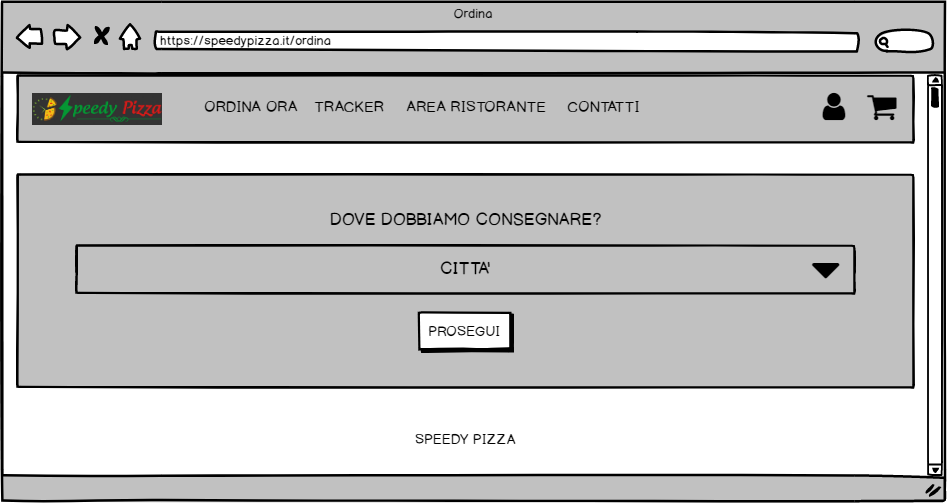 Ordina
https://speedypizza.it/ordina
Speedy Pizza
ORDINA ORA TRACKER AREA RISTORANTE CONTATTI
DOVE DOBBIAMO CONSEGNARE?
CITTA'
PROSEGUI
SPEEDY PIZZA